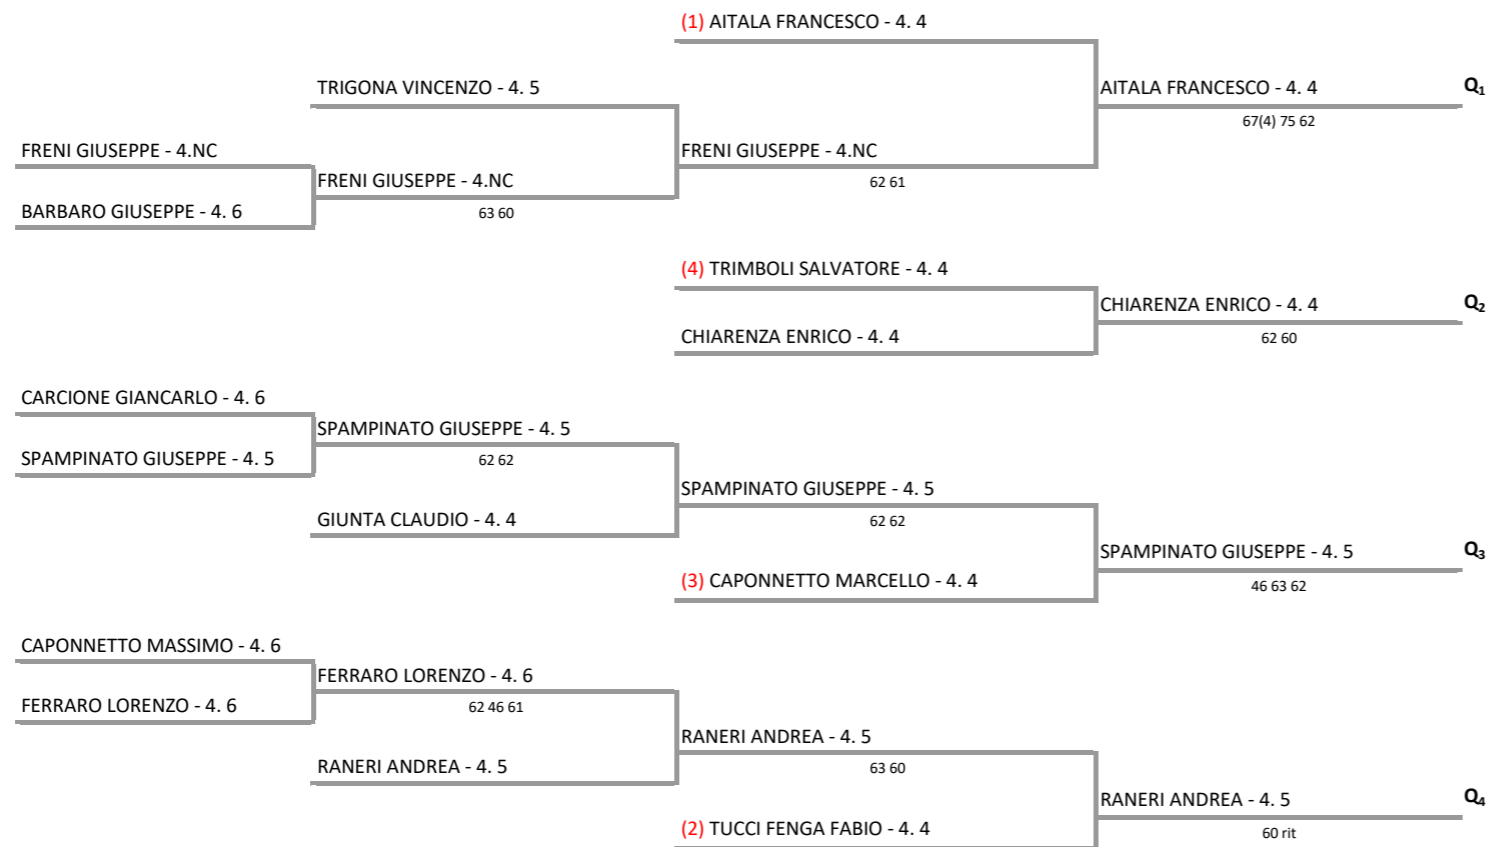 (1) AITALA FRANCESCO - 4. 4
TRIGONA VINCENZO - 4. 5
AITALA FRANCESCO - 4. 4
Q1
67(4) 75 62
FRENI GIUSEPPE - 4.NC
FRENI GIUSEPPE - 4.NC
FRENI GIUSEPPE - 4.NC
62 61
BARBARO GIUSEPPE - 4. 6
63 60
(4) TRIMBOLI SALVATORE - 4. 4
CHIARENZA ENRICO - 4. 4
Q2
CHIARENZA ENRICO - 4. 4
62 60
CARCIONE GIANCARLO - 4. 6
SPAMPINATO GIUSEPPE - 4. 5
SPAMPINATO GIUSEPPE - 4. 5
62 62
SPAMPINATO GIUSEPPE - 4. 5
GIUNTA CLAUDIO - 4. 4
62 62
SPAMPINATO GIUSEPPE - 4. 5
Q3
(3) CAPONNETTO MARCELLO - 4. 4
46 63 62
CAPONNETTO MASSIMO - 4. 6
FERRARO LORENZO - 4. 6
FERRARO LORENZO - 4. 6
62 46 61
RANERI ANDREA - 4. 5
RANERI ANDREA - 4. 5
63 60
RANERI ANDREA - 4. 5
Q4
(2) TUCCI FENGA FABIO - 4. 4
60 rit